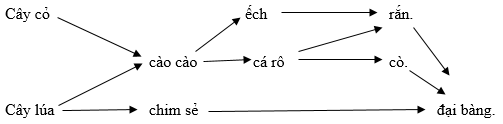 Cây cỏ ếch rắn.
cào cào cá rô cò.
Cây lúa chim sẻ đại bàng.